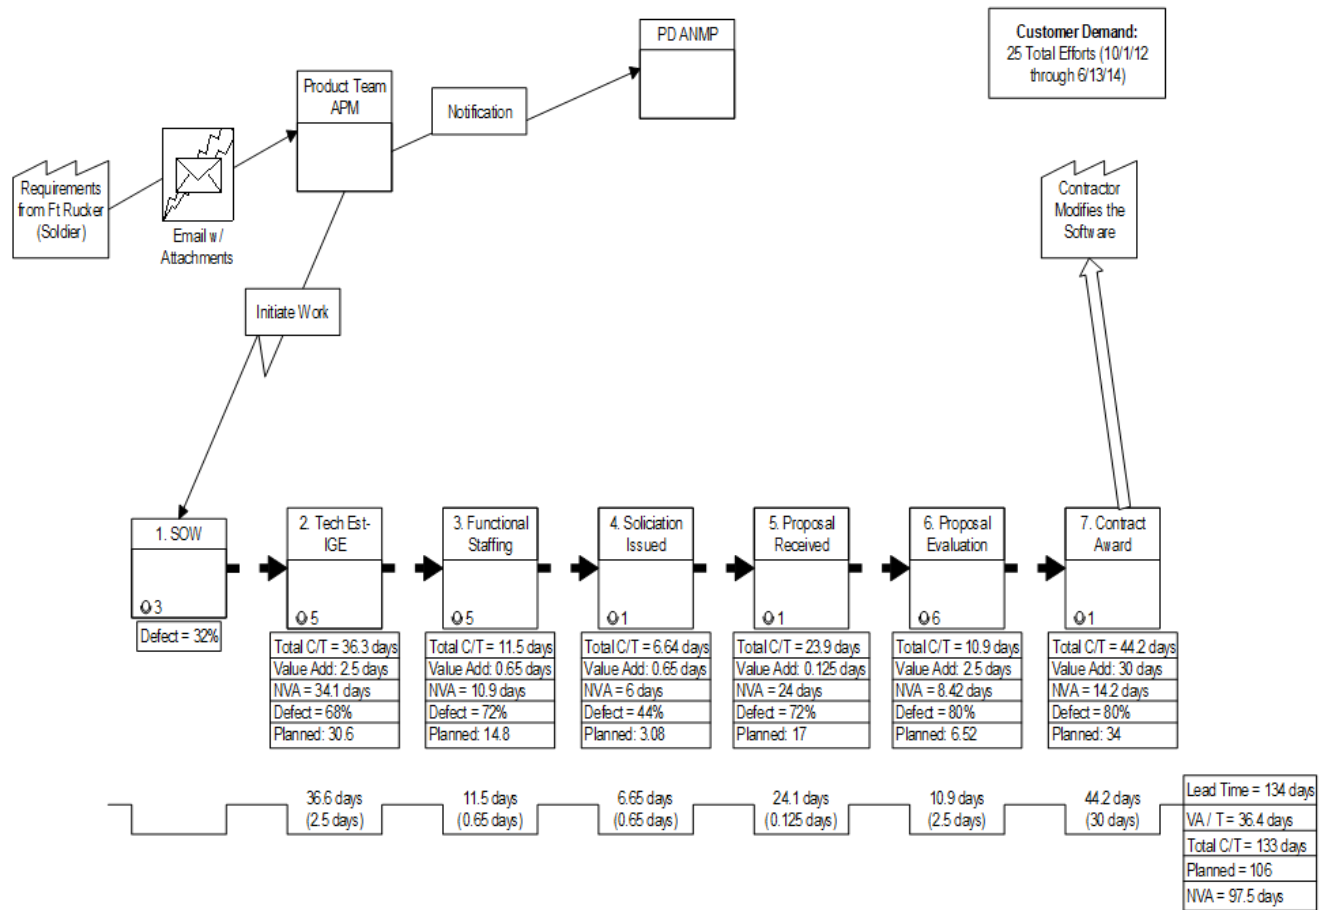 PD ANMP
Customer Demand:
25 Total Efforts (10/1/12
through 6/13/14)
Product Team
APM
Notification
Requirements
from Ft Rucker
(Soldier)
Email w/
Attachments
Contractor
Modifies the
Software
Initiate Work
1. SOW
3
Defect = 32%
2. Tech Est-
IGE
5
Total C/T = 36.3 days
Value Add: 2.5 days
NVA = 34.1 days
Defect = 68%
Planned: 30.6
3. Functional
Staffing
5
Total C/T = 11.5 days
Value Add: 0.65 days
NVA = 10.9 days
Defect = 72%
Planned: 14.8
4. Soliciation
Issued
1
Total C/T = 6.64 days
Value Add: 0.65 days
NVA = 6 days
Defect = 44%
Planned: 3.08
5. Proposal
Received
1
Total C/T = 23.9 days
Value Add: 0.125 days
NVA = 24 days
Defect = 72%
Planned: 17
6. Proposal
Evaluation
6
Total C/T = 10.9 days
Value Add: 2.5 days
NVA = 8.42 days
Defect = 80%
Planned: 6.52
7. Contract
Award
1
Total C/T = 44.2 days
Value Add: 30 days
NVA = 14.2 days
Defect = 80%
Planned: 34
36.6 days
(2.5 days)
11.5 days
(0.65 days)
6.65 days
(0.65 days)
24.1 days
(0.125 days)
10.9 days
(2.5 days)
44.2 days
(30 days)
Lead Time = 134 days
VA / T = 36.4 days
Total C/T = 133 days
Planned = 106
NVA = 97.5 days